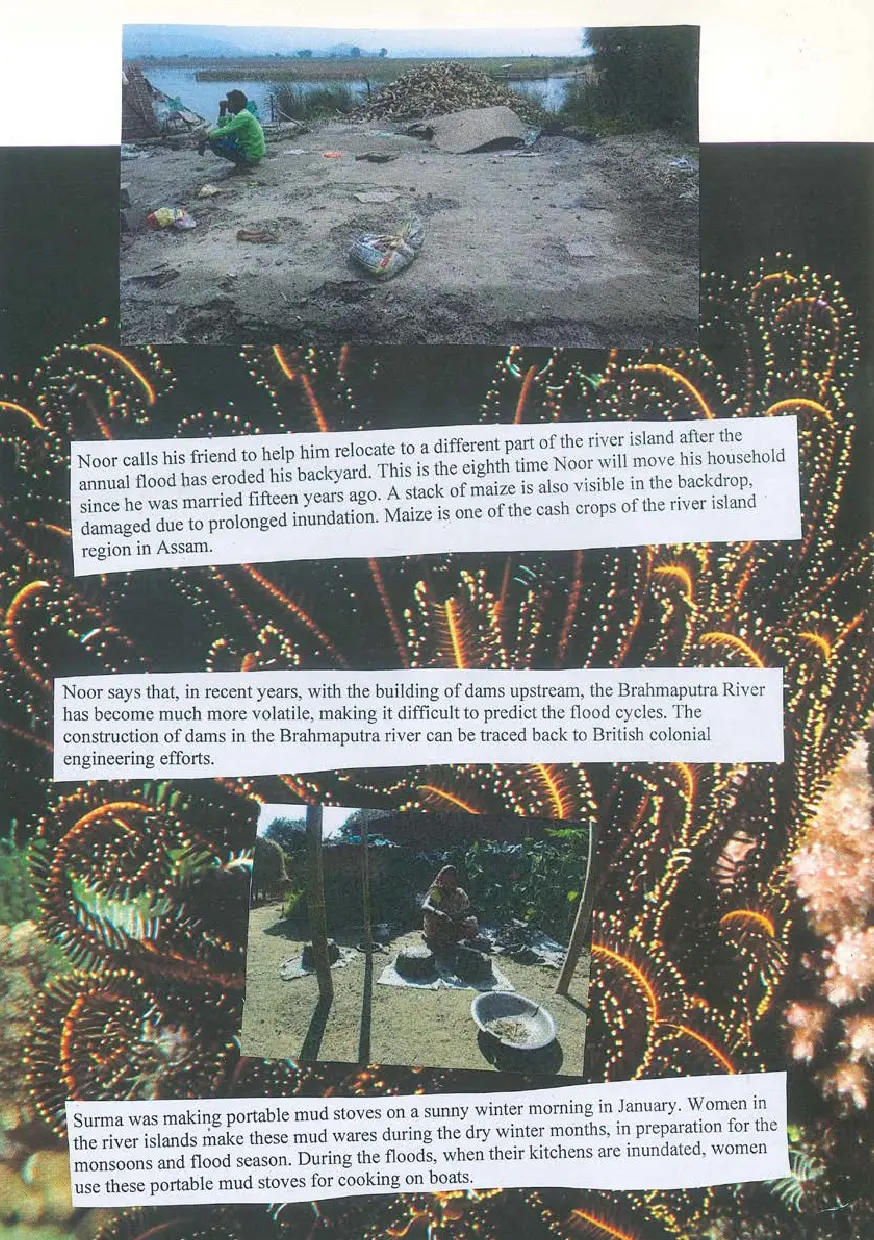 Noor calls his friend to help him relocate to a different part of the river island after the
annual flood has eroded his backyard. This is the eighth time Noor will move his household
since he was married fifteen years ago. A stack of maize is also visible in the backdrop,
damaged due to prolonged inundation. Maize is one of the cash crops of the river island
region in Assam.
Noor says that, in recent years, with the building of dams upstream, the Brahmaputra River
has become much more volatile, making it difficult to predict the flood cycles. The
construction of dams in the Brahmaputra river can be traced back to British colonial
engineering efforts.
Surma was making portable mud stoves on a sunny winter morning in January. Women in
the river islands make these mud wares during the dry winter months, in preparation for the
monsoons and flood season. During the floods, when their kitchens are inundated, women
use these portable mud stoves for cooking on boats.